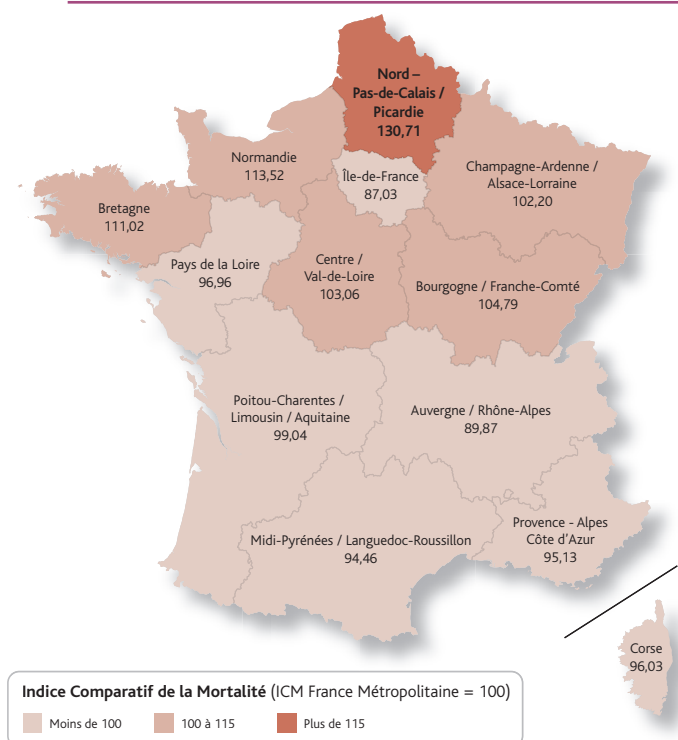 Nord –
Pas-de-Calais /
Picardie
130,71
Normandie
113,52
Île-de-France
87,03
Champagne-Ardenne /
Alsace-Lorraine
102,20
Bretagne
111,02
Pays de la Loire
96,96
Centre /
Val-de-Loire
103,06
Bourgogne / Franche-Comté
104,79
Poitou-Charentes /
Limousin / Aquitaine
99,04
Auvergne / Rhône-Alpes
89,87
Midi-Pyrénées / Languedoc-Roussillon
94,46
Provence - Alpes
Côte d'Azur
95,13
Corse
96,03
Indice Comparatif de la Mortalité (ICM France Métropolitaine = 100)
Moins de 100 100 à 115 Plus de 115